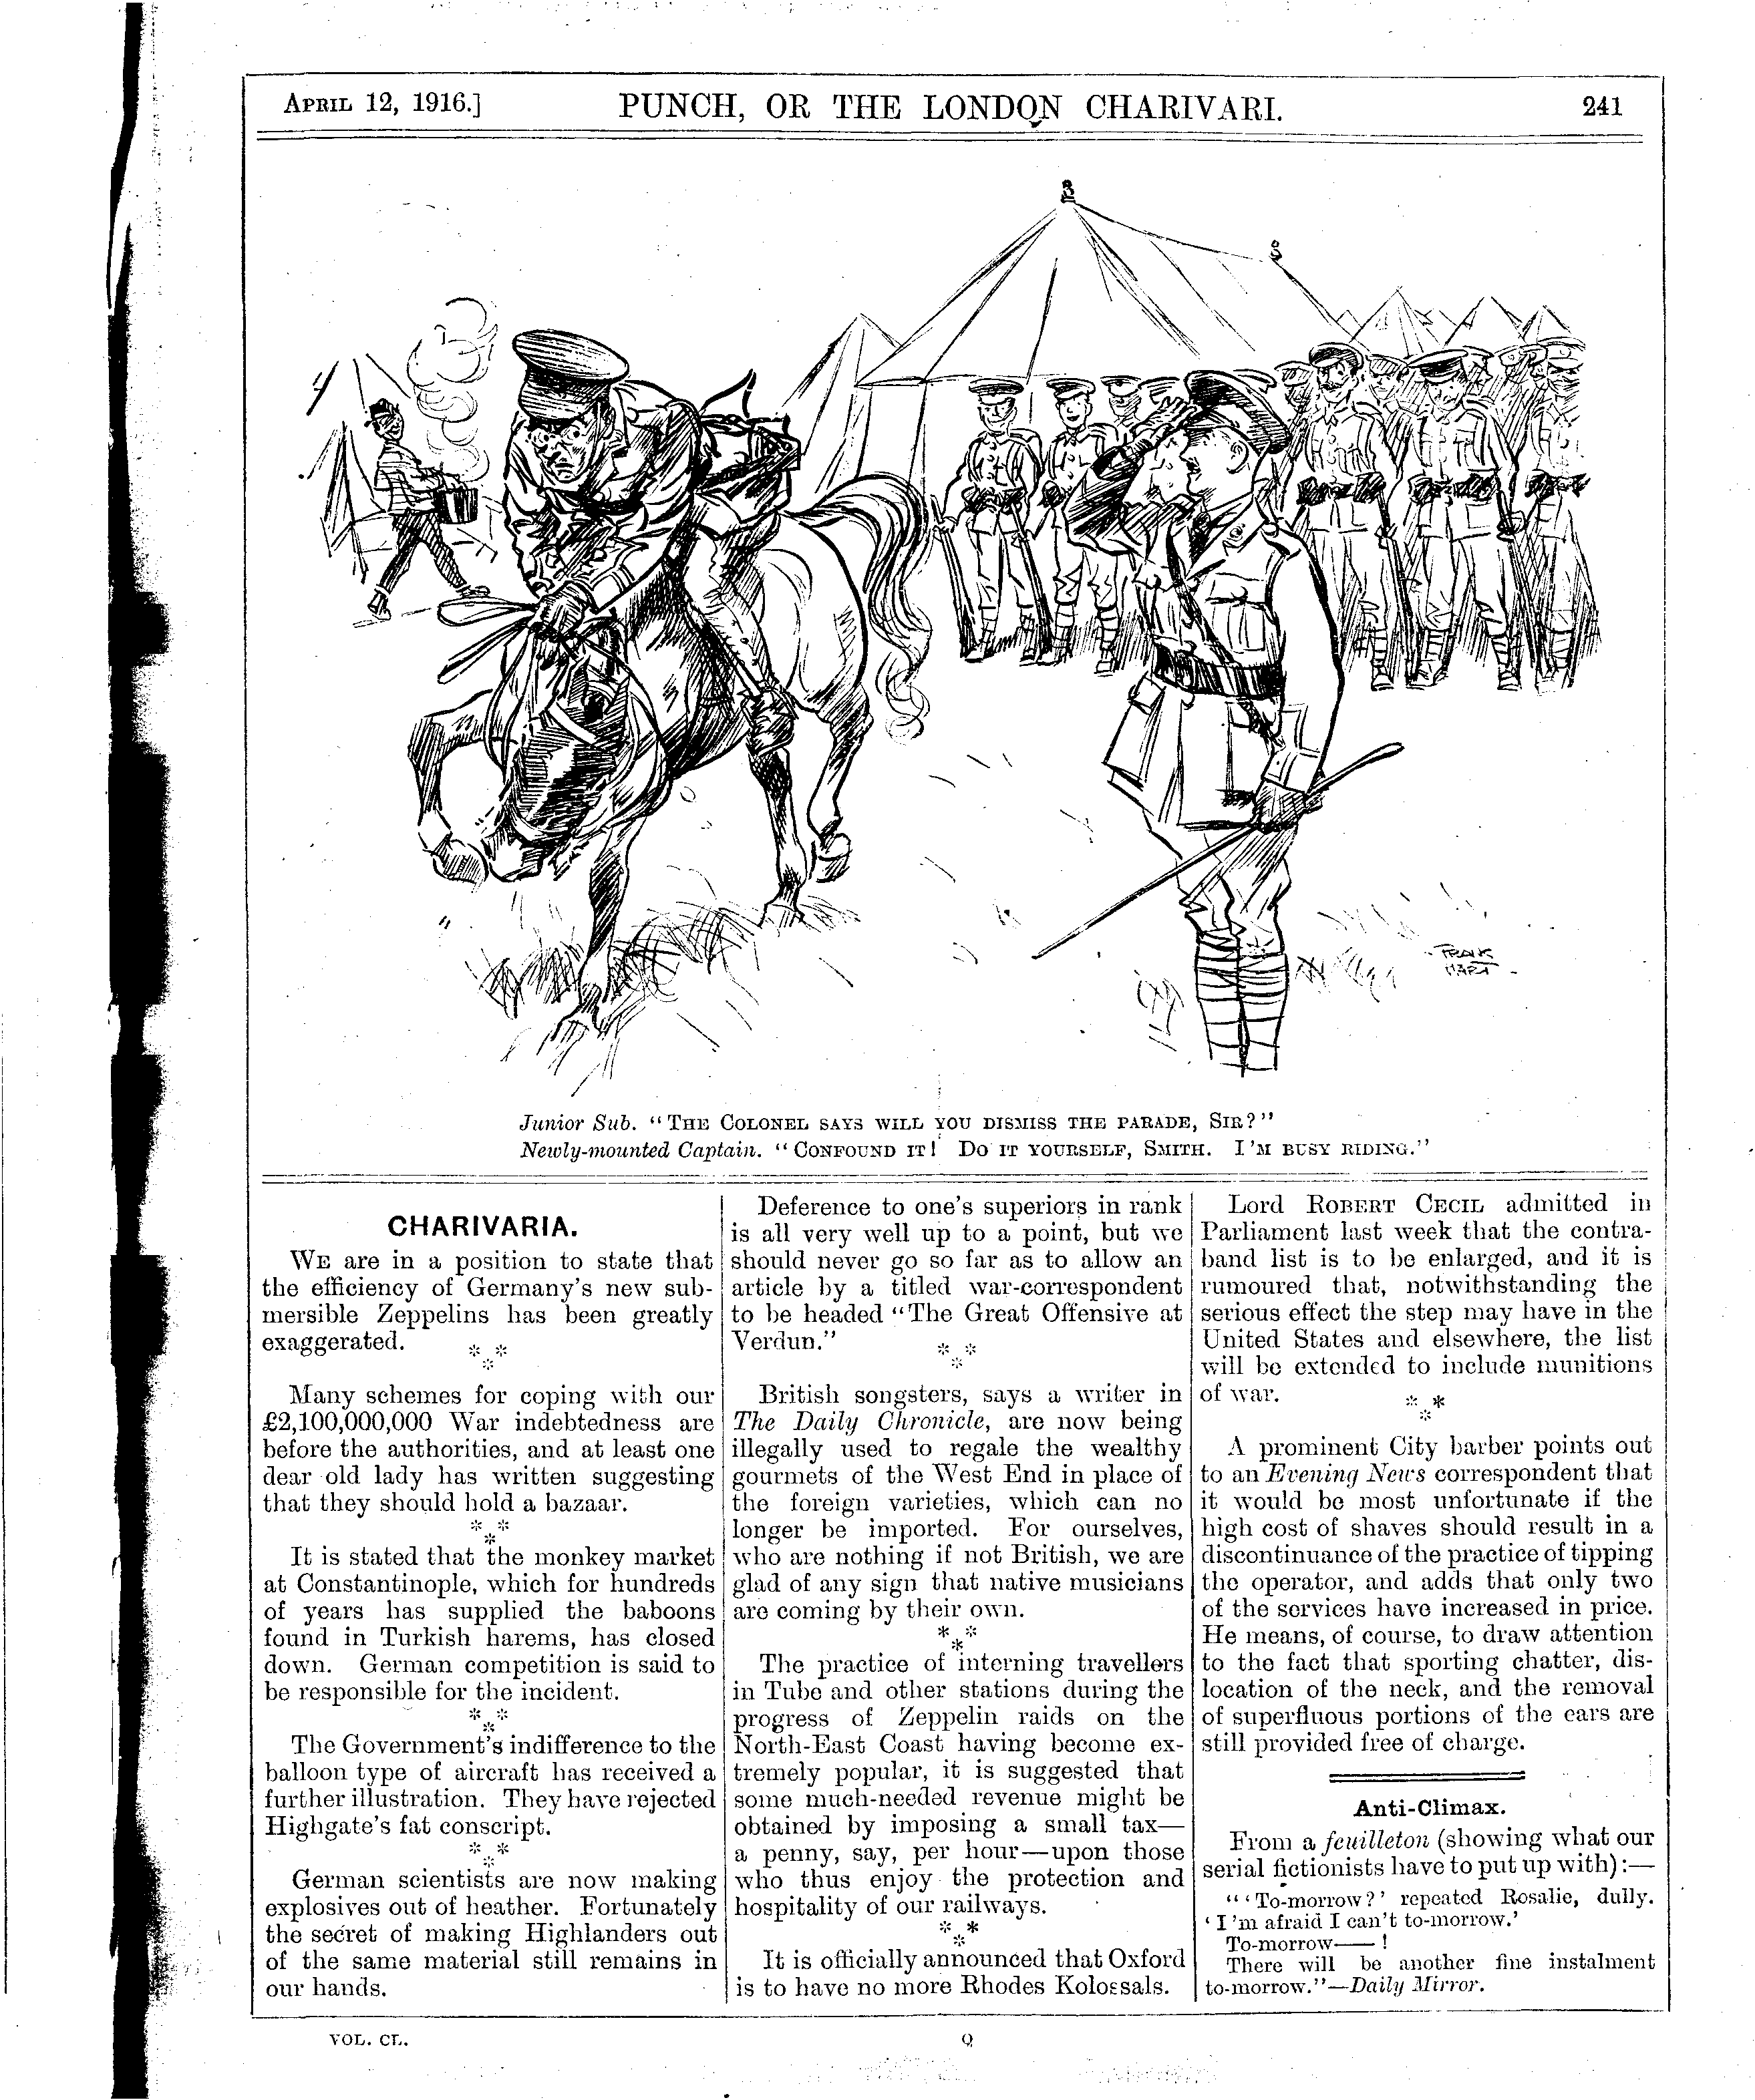 APRIL 12, 1916.] PUNCH, OR THE LONDON CHARIVARI. 241
FRANK
HART
Junior Sub. "THE COLONEL SAYS WILL YOU DISMISS THE PARADE, SIR?"
Newly-mounted Captain. "CONFOUND IT! DO IT YOURSELF, SMITH. I'M BUSY RIDING."
CHARIVARIA.
WE are in a position to state that
the efficiency of Germany's new sub-
mersible Zeppelins has been greatly
exaggerated.
* *
*
Many schemes for coping with our
£2,100,000,000 War indebtedness are
before the authorities, and at least one
dear old lady has written suggesting
that they should hold a bazaar.
* *
*
It is stated that the monkey market
at Constantinople, which for hundreds
of years has supplied the baboons
found in Turkish harems, has closed
down. German competition is said to
be responsible for the incident.
* *
*
The Government's indifference to the
balloon type of aircraft has received a
further illustration. They have rejected
Highgate's fat conscript.
* *
*
German scientists are now making
explosives out of heather. Fortunately
the secret of making Highlanders out
of the same material still remains in
our hands.
Deference to one's superiors in rank
is all very well up to a point, but we
should never go so far as to allow an
article by a titled war-correspondent
to be headed "The Great Offensive at
Verdun."
* *
*
British songsters, says a writer in
The Daily Chronicle, are now being
illegally used to regale the wealthy
gourmets of the West End in place of
the foreign varieties, which can no
longer be imported. For ourselves,
who are nothing if not British, we are
glad of any sign that native musicians
are coming by their own.
* *
*
The practice of interning travellers
in Tube and other stations during the
progress of Zeppelin raids on the
North-East Coast having become ex-
tremely popular, it is suggested that
some much-needed revenue might be
obtained by imposing a small tax—
a penny, say, per hour—upon those
who thus enjoy the protection and
hospitality of our railways.
* *
*
It is officially announced that Oxford
is to have no more Rhodes Kolossals.
Lord ROBERT CECIL admitted in
Parliament last week that the contra-
band list is to be enlarged, and it is
rumoured that, notwithstanding the
serious effect the step may have in the
United States and elsewhere, the list
will be extended to include munitions
of war.
* *
*
A prominent City barber points out
to an Evening News correspondent that
it would be most unfortunate if the
high cost of shaves should result in a
discontinuance of the practice of tipping
the operator, and adds that only two
of the services have increased in price.
He means, of course, to draw attention
to the fact that sporting chatter, dis-
location of the neck, and the removal
of superfluous portions of the ears are
still provided free of charge.
Anti-Climax.
From a feuilleton (showing what our
serial fictionists have to put up with):—
"'To-morrow?' repeated Rosalie, dully.
'I'm afraid I can't to-morrow.'
To-morrow——!
There will be another fine instalment
to-morrow."—Daily Mirror.
VOL. CL. Q